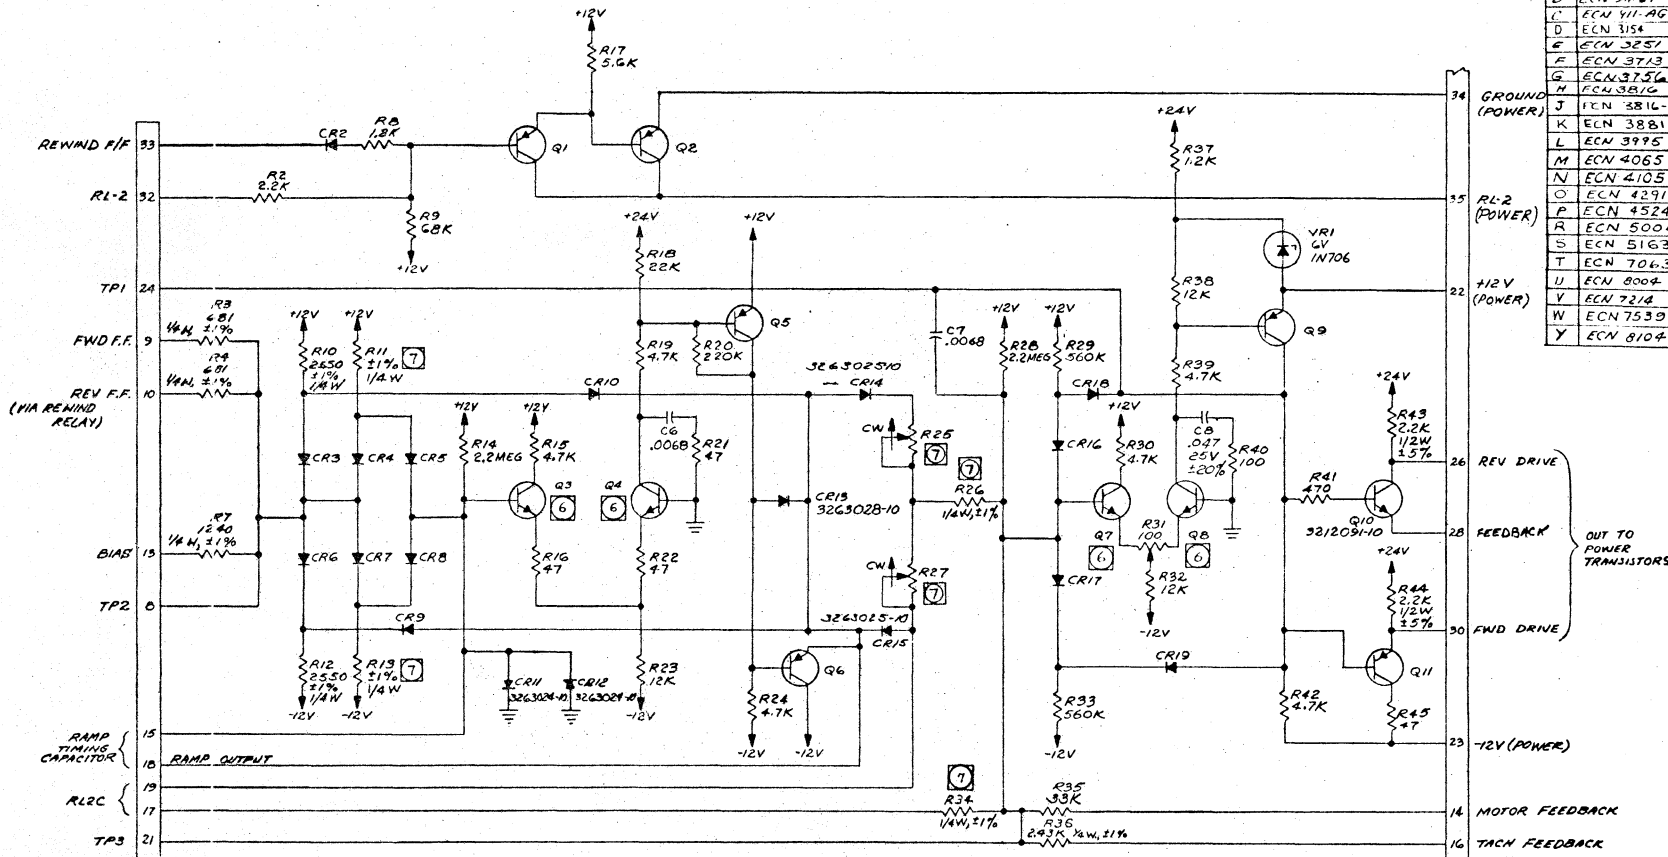 C ECN 411-AG
D ECN 3154
E ECN 3251
F ECN 3713
G ECN 3756
H ECN 3816
J ECN 3816-
K ECN 3881
L ECN 3995
M ECN 4065
N ECN 4105
O ECN 4291
P ECN 4524
R ECN 500
S ECN 5163
T ECN 7063
U ECN 8004
V ECN 7214
W ECN 7539
Y ECN 8104
+12V
R17
5.6K
34 GROUND
(POWER)
+24V
REWIND F/F 33
CR2
R8
1.8K
Q1
Q2
R37
1.2K
RL-2 32
R2
2.2K
35 RL-2
(POWER)
R9
68K
+12V
+24V
+12V
R18
22K
VR1
6V
1N706
TP1 24
R38
12K
22 +12V
(POWER)
R3
681
1/4W, ±1%
FWD F.F. 9
+12V
+12V
R10
2550
±1%
1/4W
R11
±1%
1/4W
7
R19
4.7K
R20
220K
Q5
C7
.0068
+12V
+12V
R28
2.2MEG
R29
560K
Q9
R4
681
1/4W, ±1%
REV F.F. 10
(VIA REWIND
RELAY)
CR10
326302510
CR14
CR18
R39
4.7K
+24V
R43
2.2K
1/2W
±5%
+12V
R14
2.2MEG
+12V
R15
4.7K
C6
.0068
R21
47
CW
R25
7
CR16
+12V
R30
4.7K
C8
.047
25V
±20%
R40
100
CR3
CR4
CR5
26 REV DRIVE
Q3
6
Q4
6
CR13
3263028-10
7
R26
1/4W, ±1%
R41
470
Q10
3212091-10
R7
1240
1/4W, ±1%
BIAS 13
CR6
CR7
CR8
R16
47
R22
47
CW
R27
7
Q7
6
R31
100
Q8
6
R32
12K
-12V
CR17
28 FEEDBACK
OUT TO
POWER
TRANSISTORS
+24V
R44
2.2K
1/2W
±5%
TP2 8
CR9
3263025-10
CR15
30 FWD DRIVE
R12
2550
±1%
1/4W
-12V
R13
±1%
1/4W
7
-12V
CR11
3263024-10
CR12
3263024-10
R23
12K
-12V
Q6
R24
4.7K
-12V
-12V
CR19
R33
560K
-12V
Q11
R42
4.7K
R45
47
RAMP
TIMING
CAPACITOR
15
18 RAMP OUTPUT
23 -12V (POWER)
RL2C
19
17
7
R34
1/4W, ±1%
R35
33K
14 MOTOR FEEDBACK
R36
2.43K 1/4W, ±1%
TP3 21
16 TACH FEEDBACK